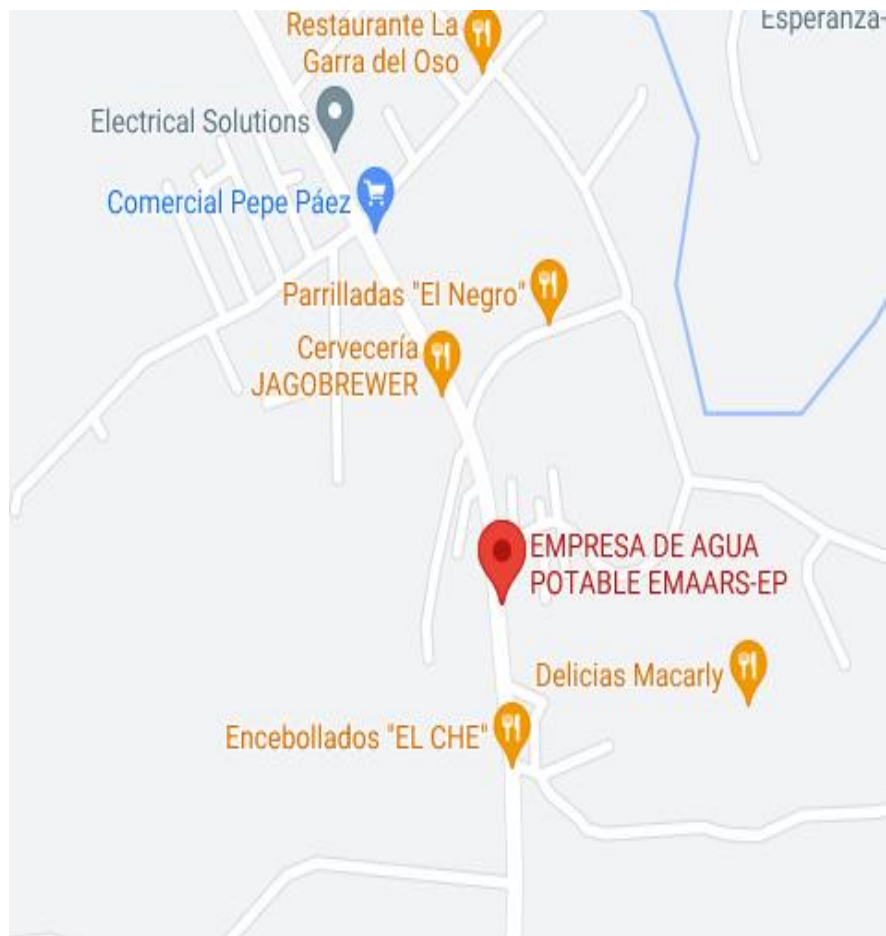 Restaurante La
Garra del Oso
Esperanza-
Electrical Solutions
Comercial Pepe Páez
Parrilladas "El Negro"
Cervecería
JAGOBREWER
EMPRESA DE AGUA
POTABLE EMAARS-EP
Delicias Macarly
Encebollados "EL CHE"